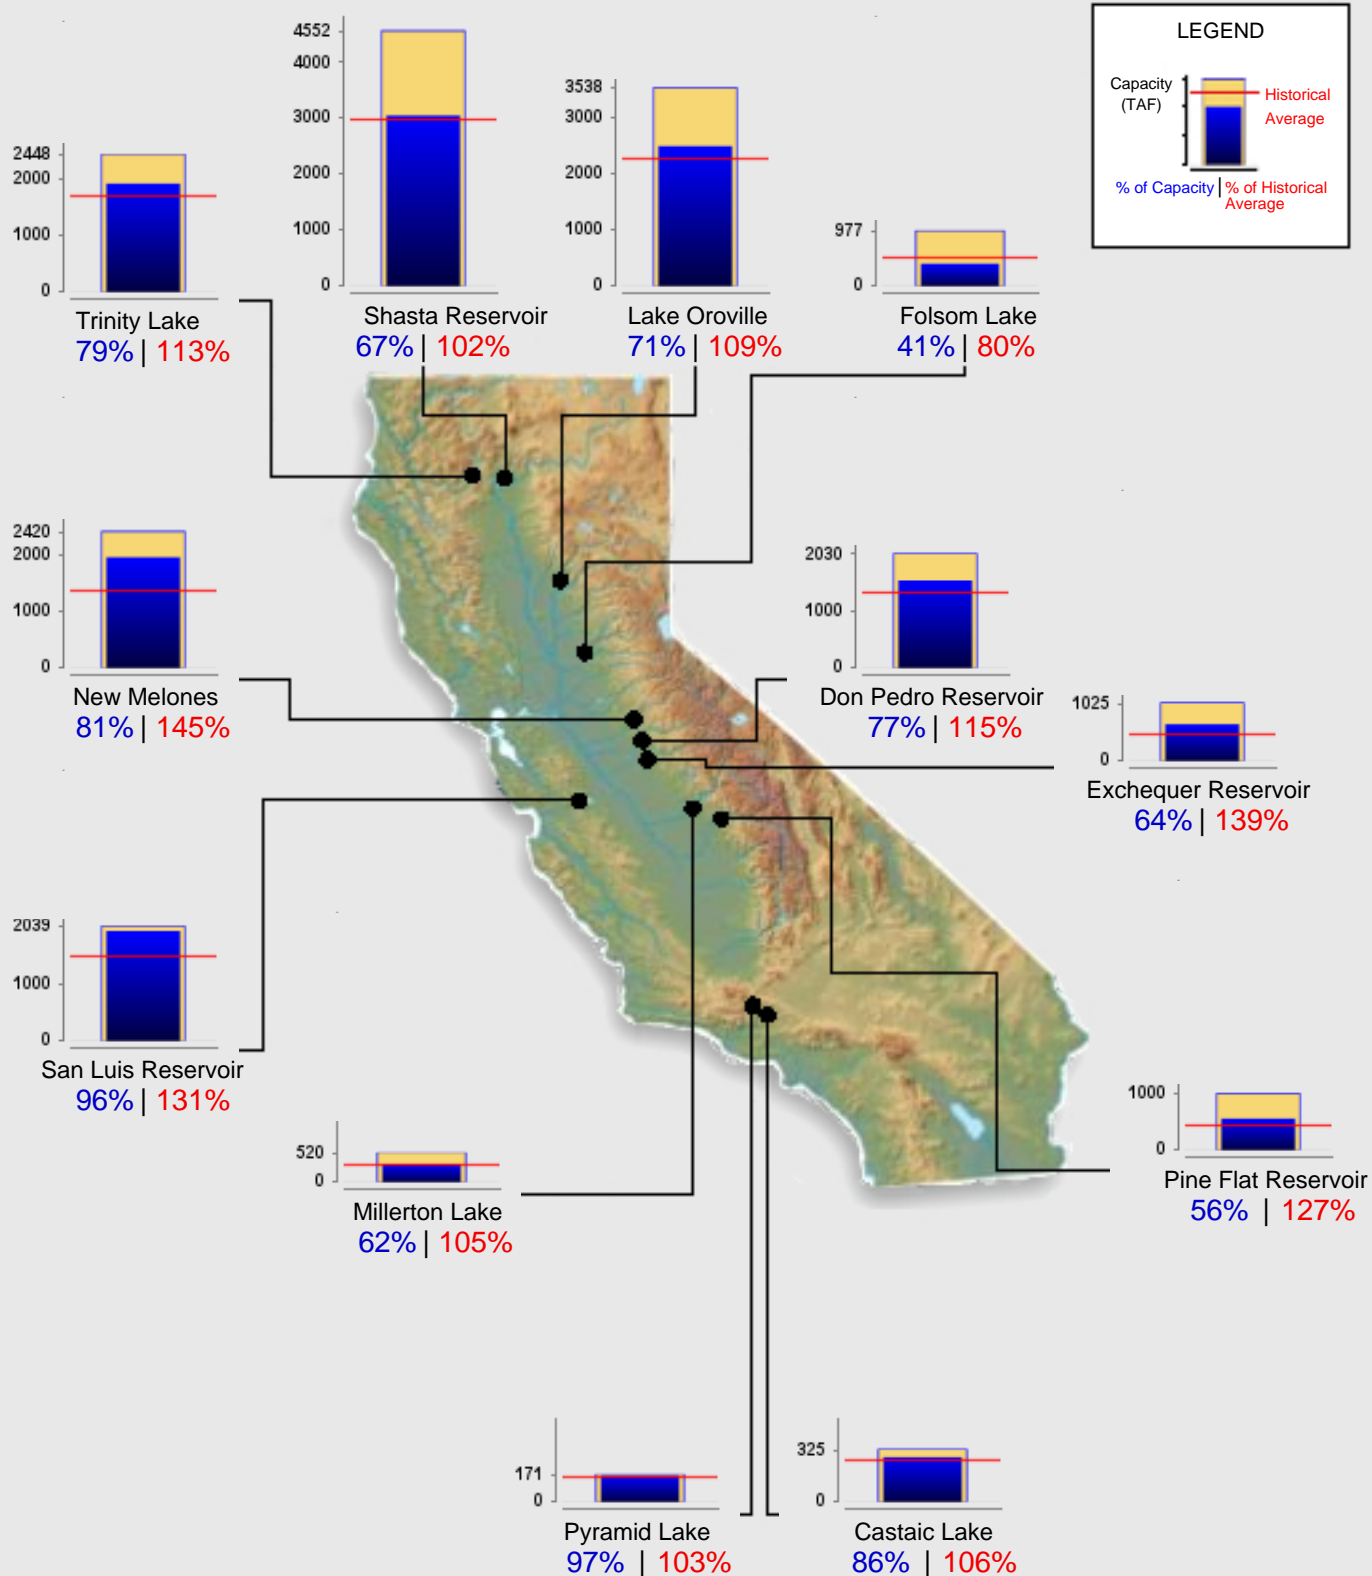 LEGEND
Capacity
(TAF)
Historical
Average
% of Capacity | % of Historical
Average
4552
4000
3000
2000
1000
0
Shasta Reservoir
67% | 102%
3538
3000
2000
1000
0
Lake Oroville
71% | 109%
2448
2000
1000
0
Trinity Lake
79% | 113%
977
0
Folsom Lake
41% | 80%
2420
2000
1000
0
New Melones
81% | 145%
2030
1000
0
Don Pedro Reservoir
77% | 115%
1025
0
Exchequer Reservoir
64% | 139%
2039
1000
0
San Luis Reservoir
96% | 131%
520
0
Millerton Lake
62% | 105%
1000
0
Pine Flat Reservoir
56% | 127%
171
0
Pyramid Lake
97% | 103%
325
0
Castaic Lake
86% | 106%